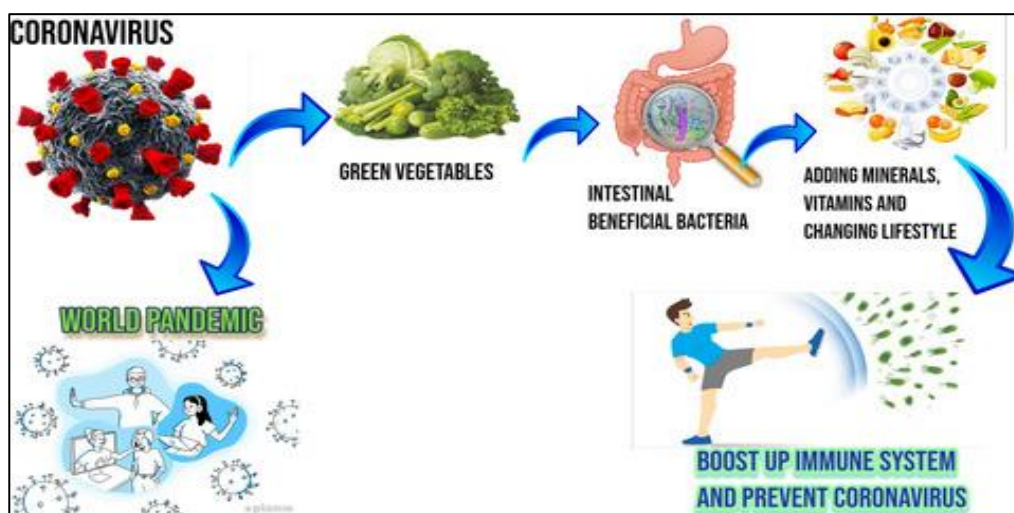 CORONAVIRUS
GREEN VEGETABLES
INTESTINAL
BENEFICIAL BACTERIA
ADDING MINERALS,
VITAMINS AND
CHANGING LIFESTYLE
WORLD PANDEMIC
BOOST UP IMMUNE SYSTEM
AND PREVENT CORONAVIRUS